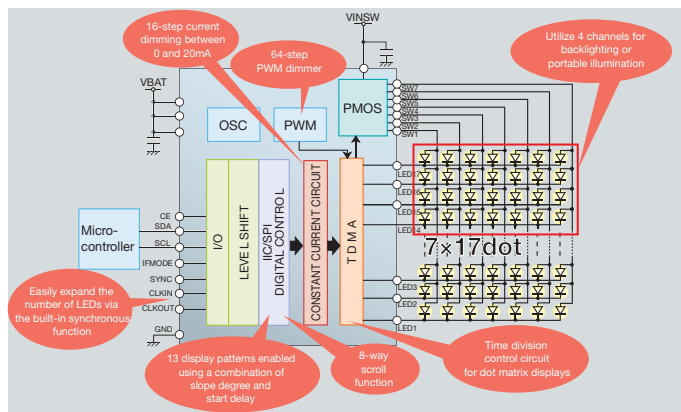 16-step current
dimming between
0 and 20mA
64-step
PWM dimmer
VINSW
Utilize 4 channels for
backlighting or
portable illumination
VBAT
OSC
PWM
PMOS
SW7
SW6
SW5
SW4
SW3
SW2
SW1
I/O
LEVEL SHIFT
IIC/SPI
DIGITAL CONTROL
CONSTANT CURRENT CIRCUIT
TDMA
LED17
LED16
LED15
LED14
7×17dot
LED3
LED2
LED1
Micro-
controller
CE
SDA
SCL
IFMODE
SYNC
CLKIN
CLKOUT
GND
Easily expand the
number of LEDs via
the built-in synchronous
function
13 display patterns enabled
using a combination of
slope degree and
start delay
8-way
scroll
function
Time division
control circuit
for dot matrix displays